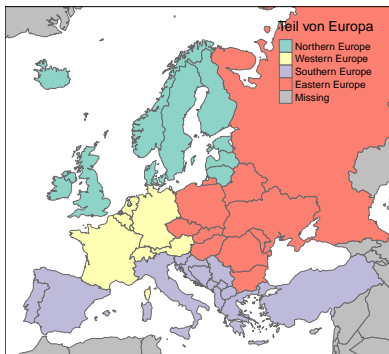 Teil von Europa
Northern Europe
Western Europe
Southern Europe
Eastern Europe
Missing